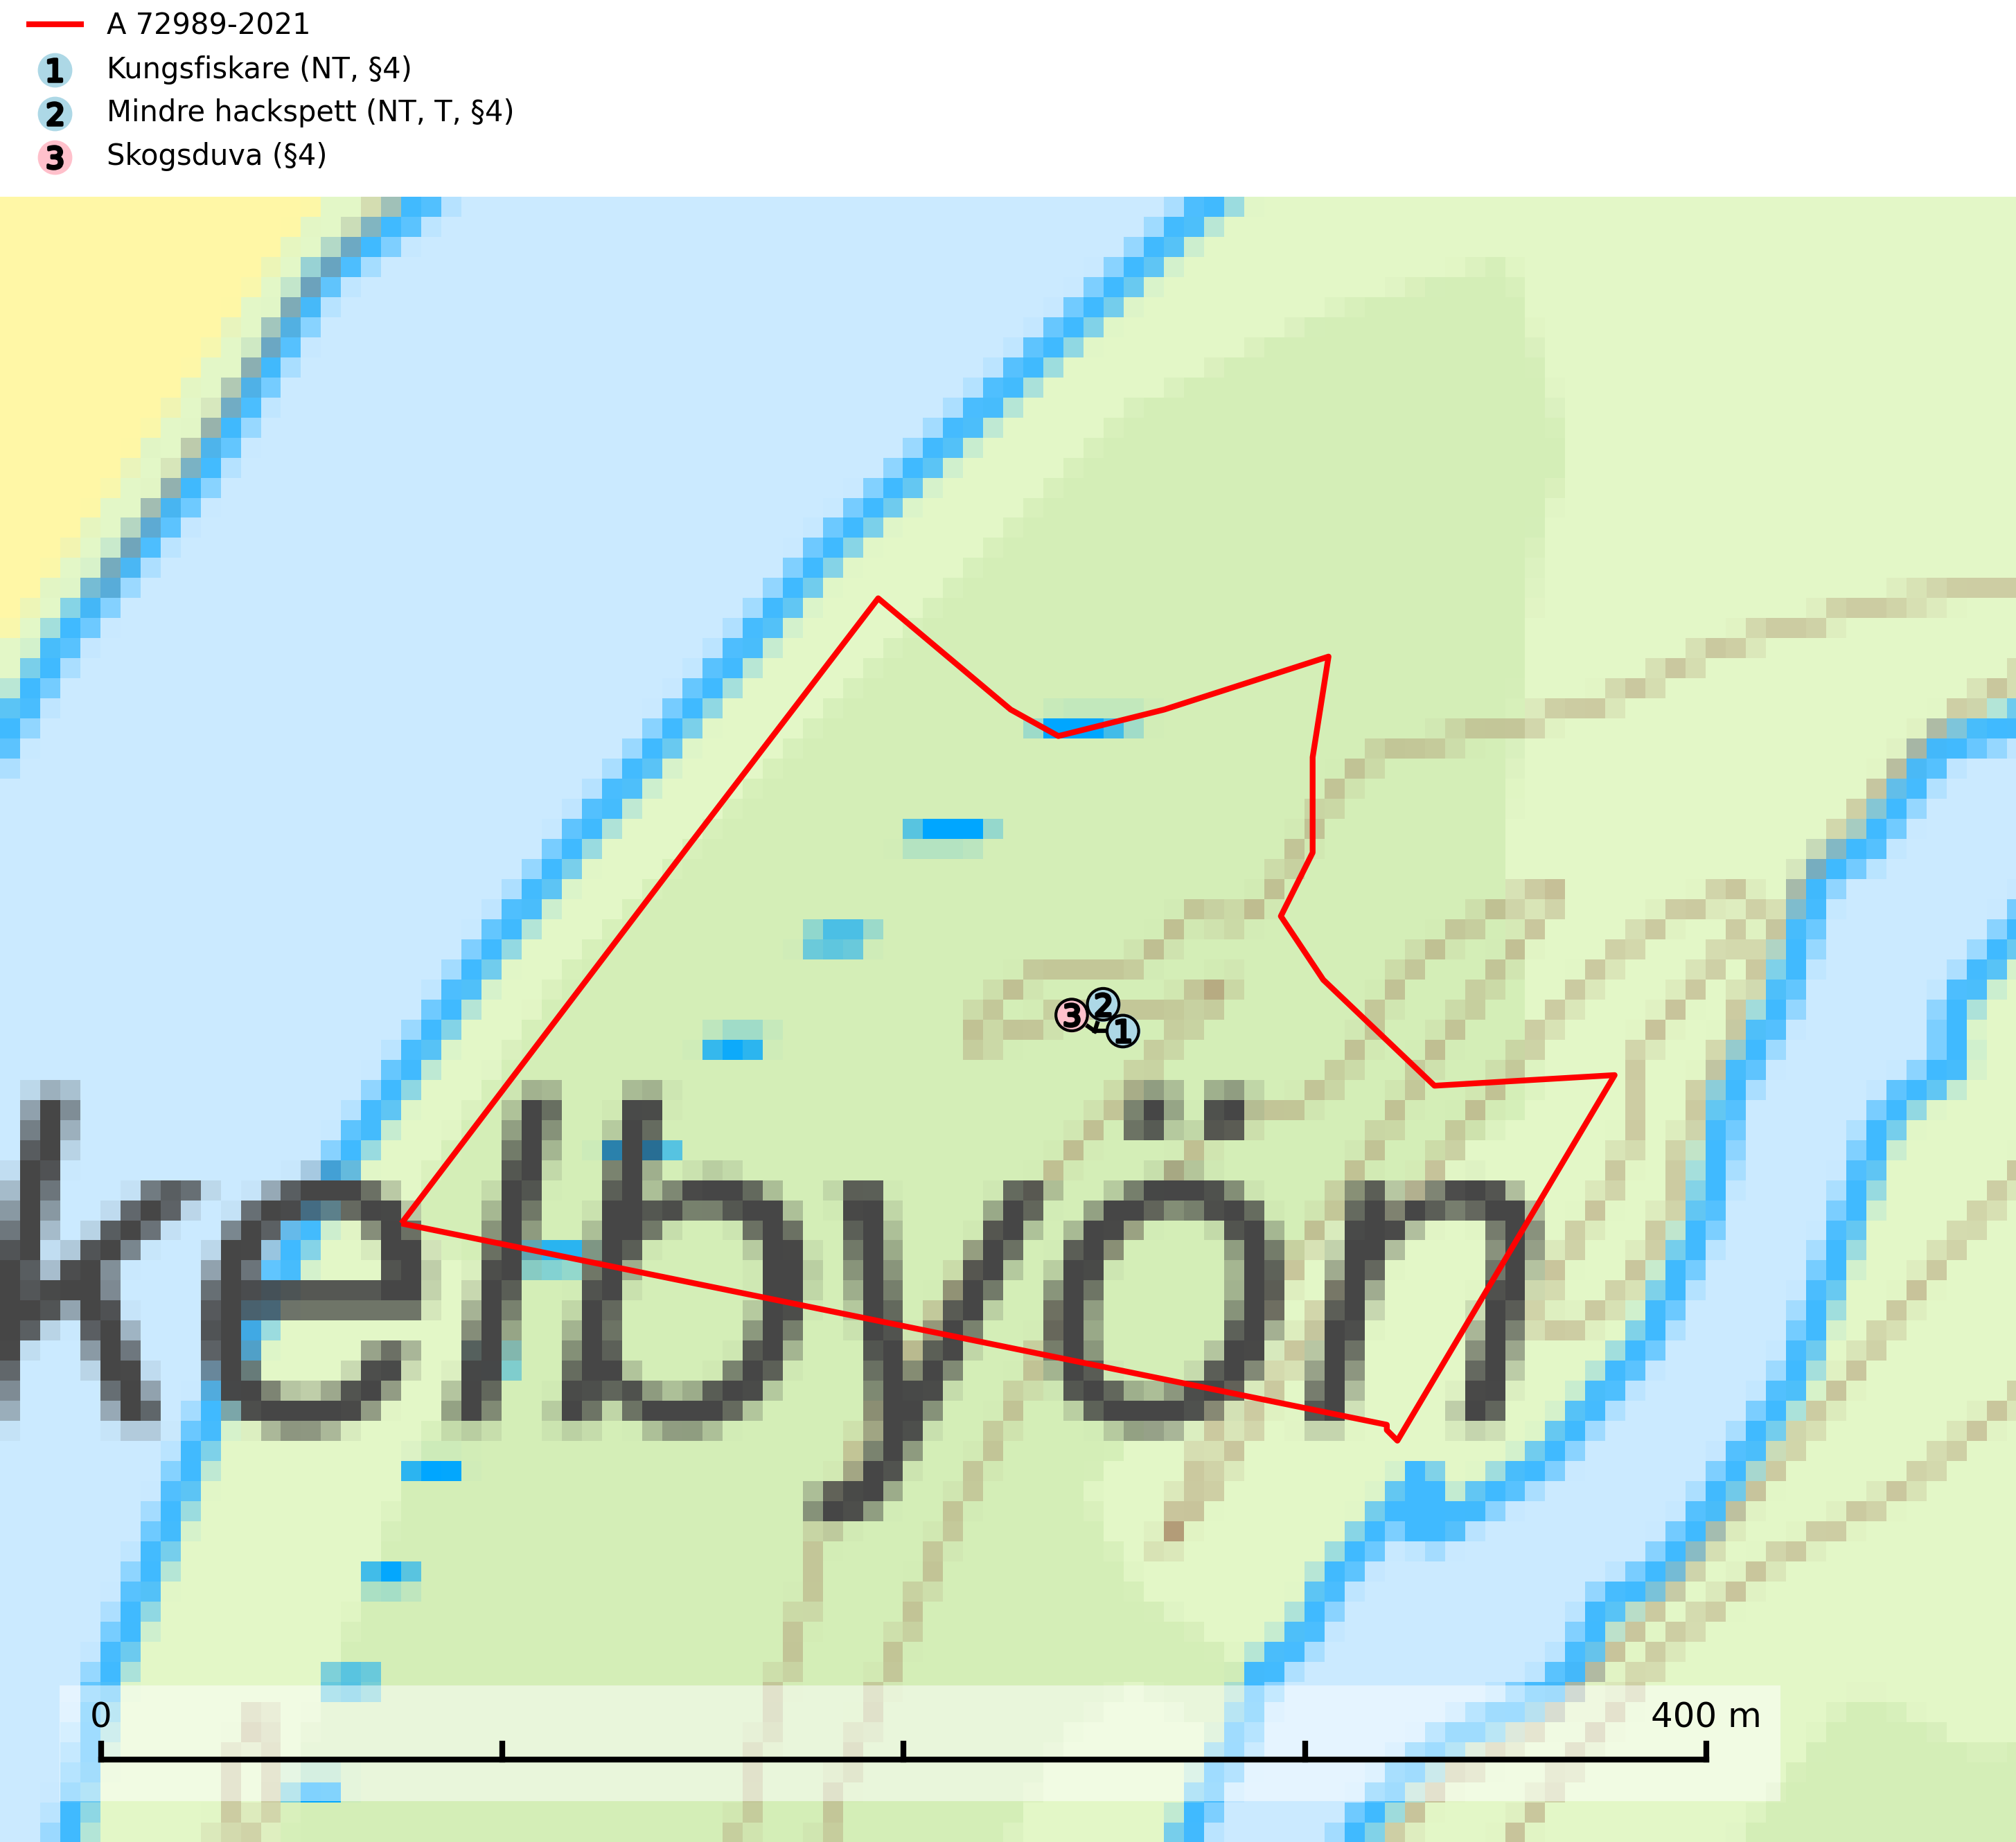 A 72989-2021
1 Kungsfiskare (NT, §4)
2 Mindre hackspett (NT, T, §4)
3 Skogsduva (§4)
3 2 1
kelbyön
0 400 m